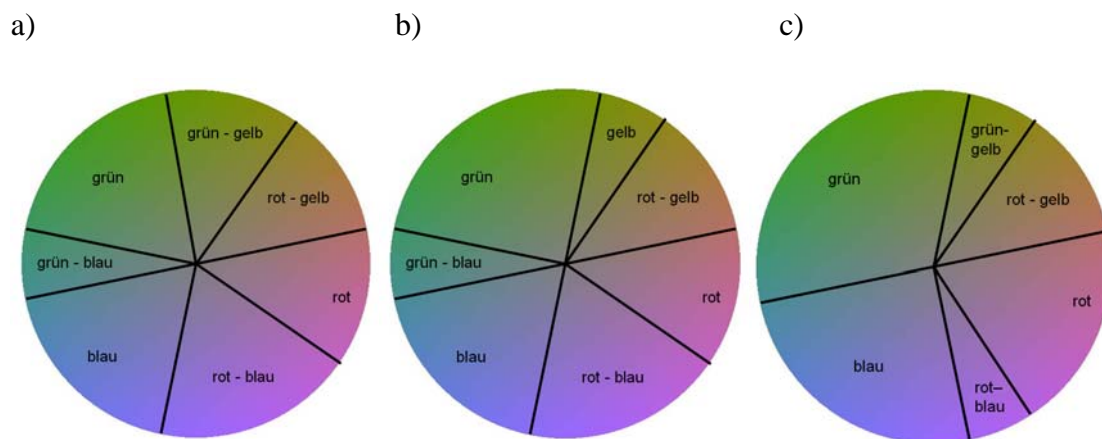 a)
b)
c)
grün - gelb
grün
rot - gelb
grün - blau
rot
blau
rot - blau
gelb
grün
rot - gelb
grün - blau
rot
blau
rot - blau
grün-
gelb
grün
rot - gelb
rot
blau
rot–
blau